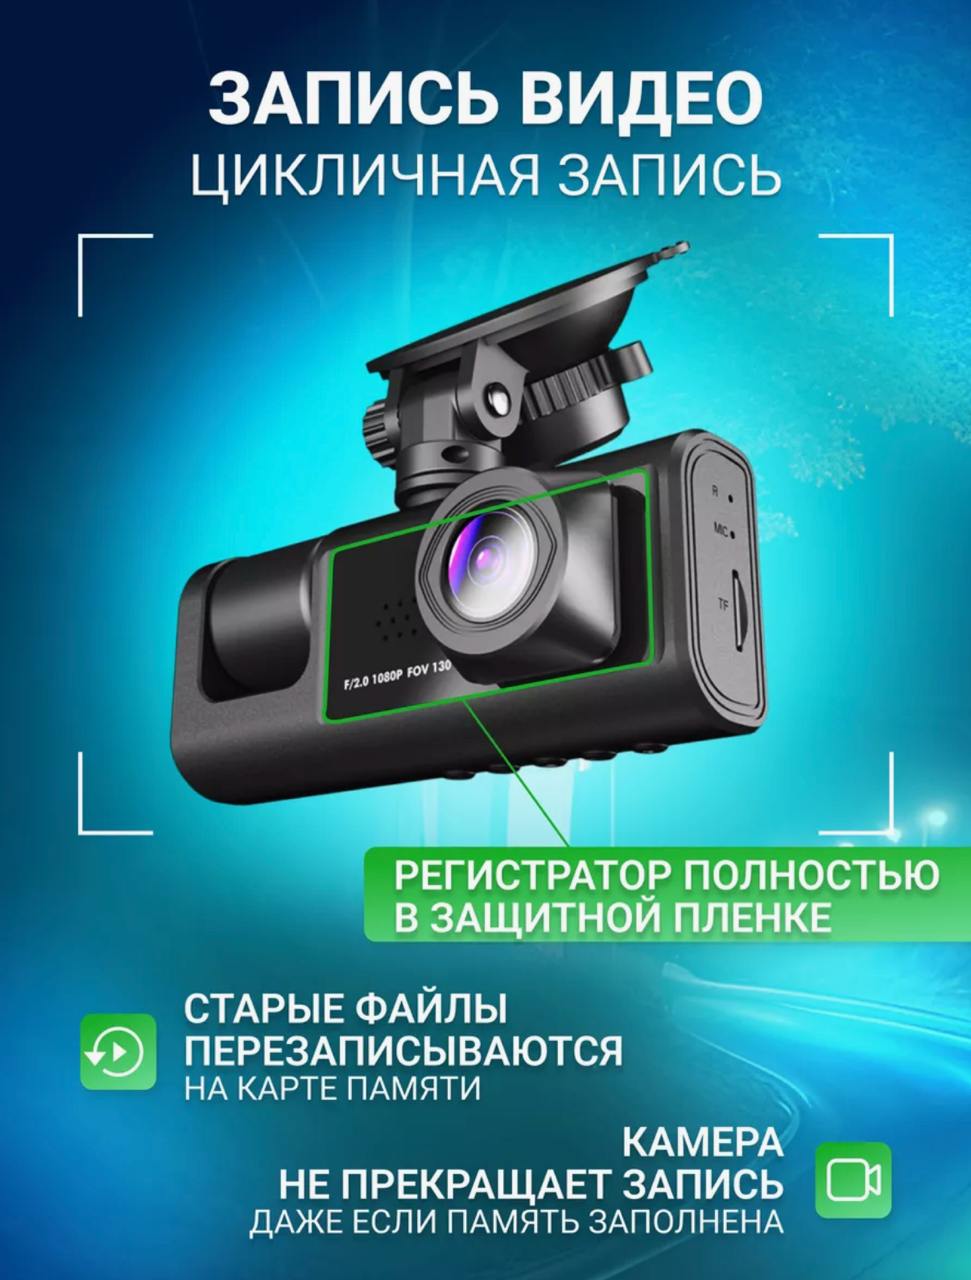 ЗАПИСЬ ВИДЕО
ЦИКЛИЧНАЯ ЗАПИСЬ
R
MIC
TF
F/2.0 1080P FOV 130
РЕГИСТРАТОР ПОЛНОСТЬЮ
В ЗАЩИТНОЙ ПЛЕНКЕ
СТАРЫЕ ФАЙЛЫ
ПЕРЕЗАПИСЫВАЮТСЯ
НА КАРТЕ ПАМЯТИ
КАМЕРА
НЕ ПРЕКРАЩАЕТ ЗАПИСЬ
ДАЖЕ ЕСЛИ ПАМЯТЬ ЗАПОЛНЕНА